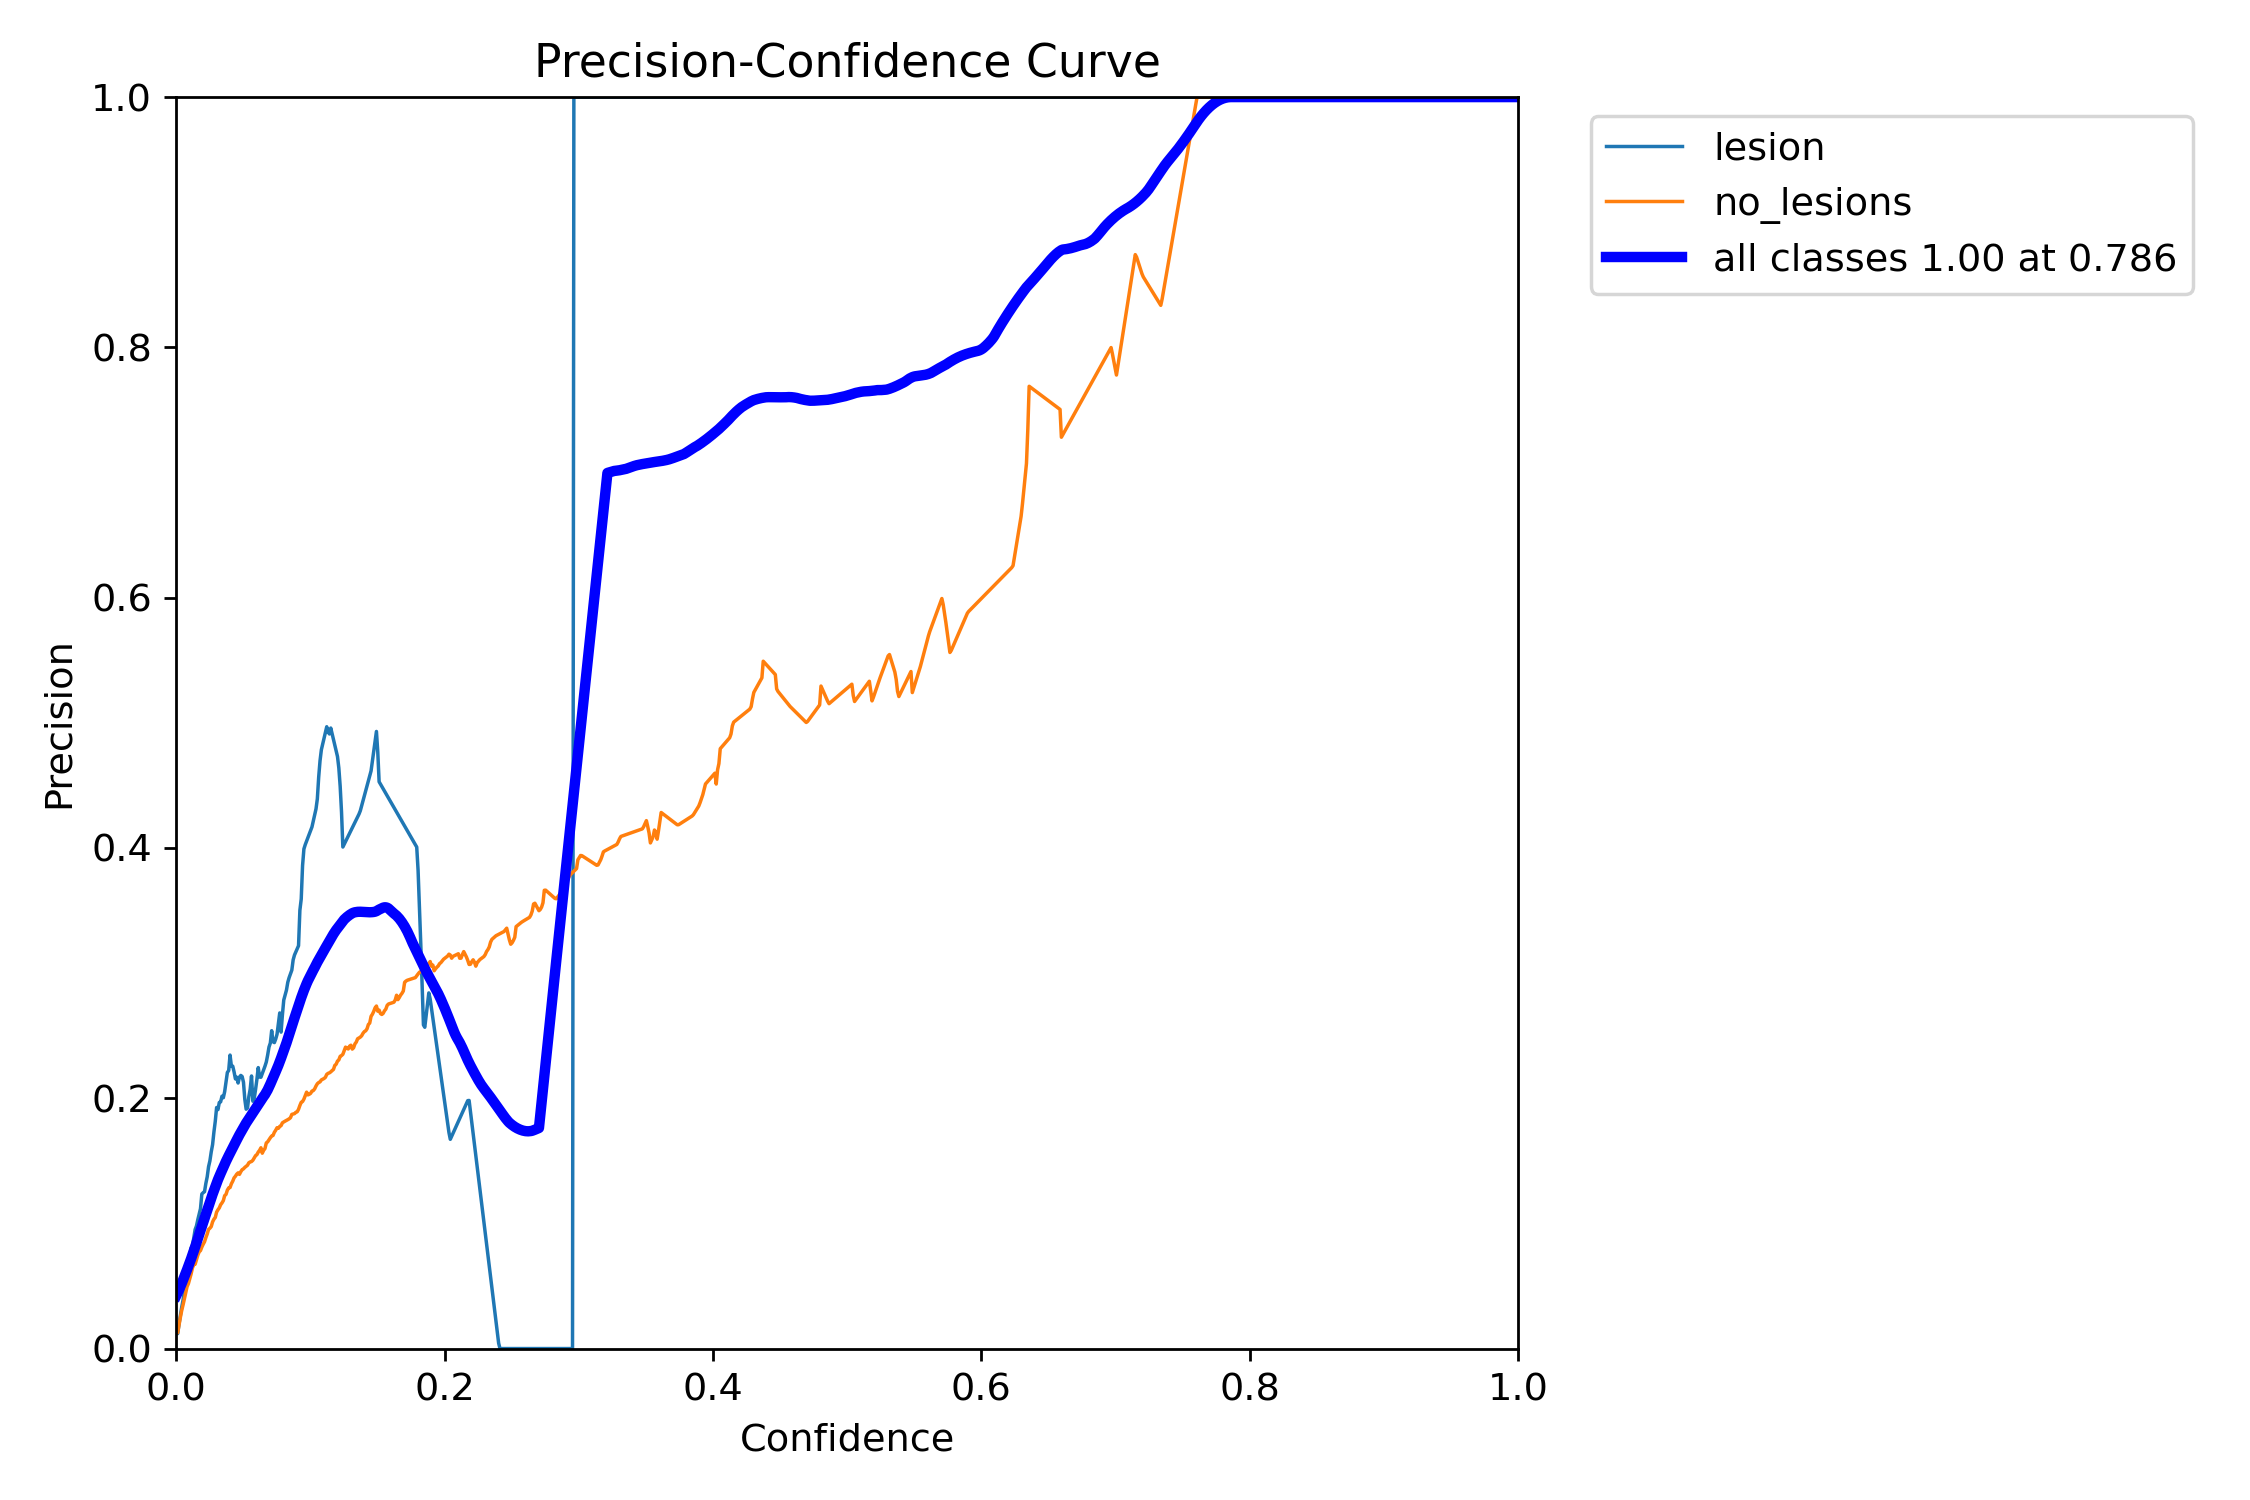 Precision-Confidence Curve
1.0
0.8
0.6
0.4
0.2
0.0
Precision
0.0 0.2 0.4 0.6 0.8 1.0
Confidence
lesion
no_lesions
all classes 1.00 at 0.786